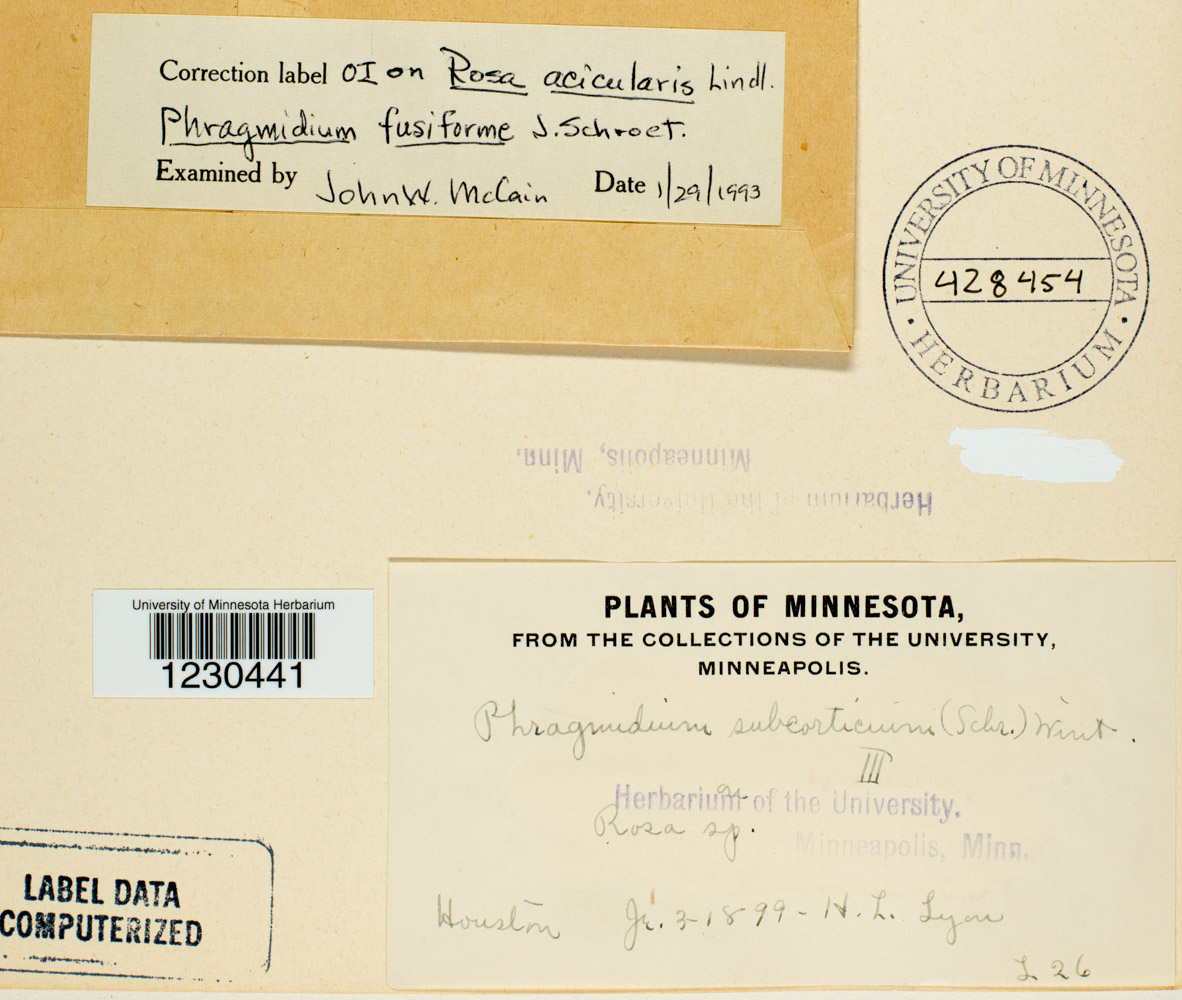 Correction label OI on Rosa acicularis Lindl.
Phragmidium fusiforme J. Schroet.
Examined by John W. McCain Date 1/29/1993
UNIVERSITY OF MINNESOTA
428454
• HERBARIUM •
Herbarium of the University,
Minneapolis, Minn.
University of Minnesota Herbarium
1230441
PLANTS OF MINNESOTA,
FROM THE COLLECTIONS OF THE UNIVERSITY,
MINNEAPOLIS.
Phragmidium subcorticium (Schr.) Wint.
III
on
Herbarium of the University.
Rosa sp.
Minneapolis, Minn.
Houston Je. 3-1899 - H. L. Lyon
L 26
LABEL DATA
COMPUTERIZED